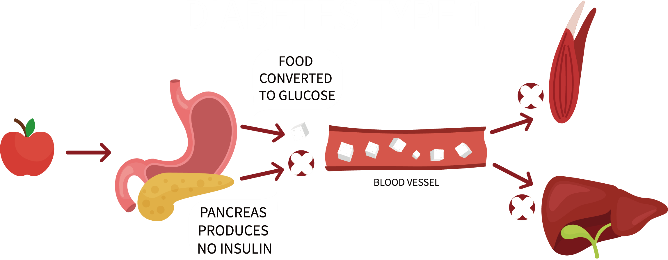 FOOD
CONVERTED
TO GLUCOSE
BLOOD VESSEL
PANCREAS
PRODUCES
NO INSULIN